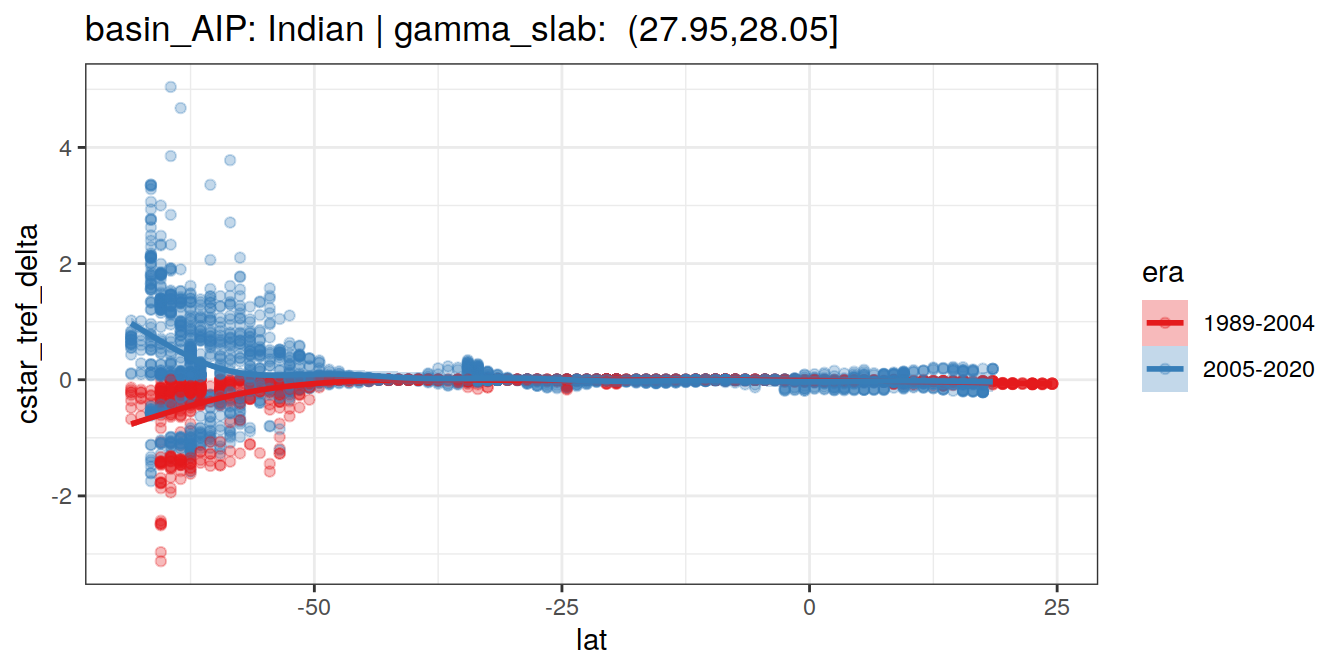 basin_AIP: Indian | gamma_slab:  (27.95,28.05]
cstar_tref_delta
4
2
0
-2
-50
-25
0
25
lat
era
1989-2004
2005-2020